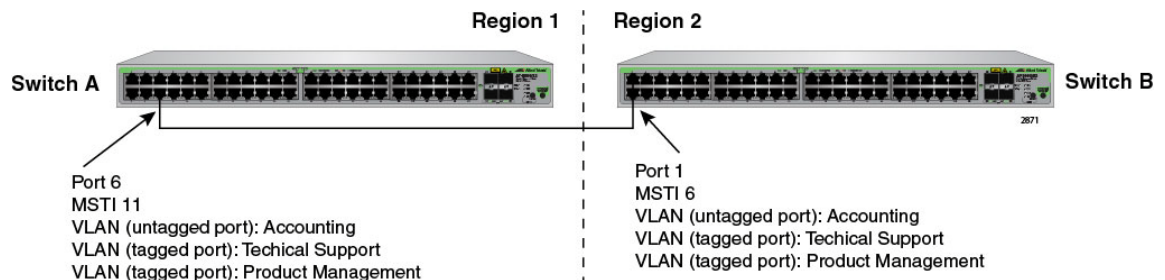 Region 1
Region 2
Switch A
Switch B
2871
Port 6
MSTI 11
VLAN (untagged port): Accounting
VLAN (tagged port): Techical Support
VLAN (tagged port): Product Management
Port 1
MSTI 6
VLAN (untagged port): Accounting
VLAN (tagged port): Techical Support
VLAN (tagged port): Product Management